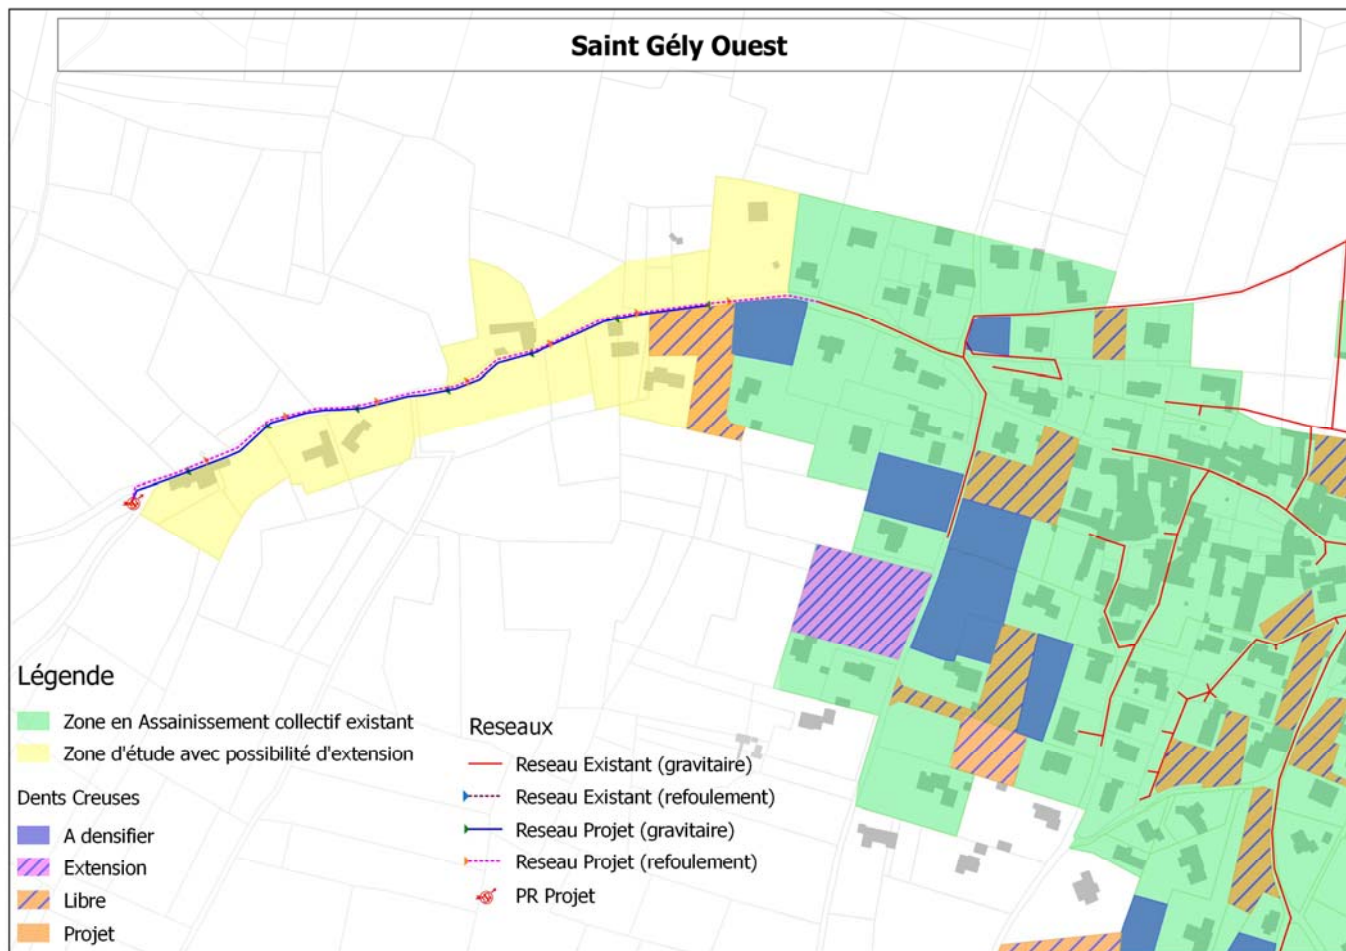 Saint Gély Ouest
Légende
Zone en Assainissement collectif existant
Zone d'étude avec possibilité d'extension
Dents Creuses
A densifier
Extension
Libre
Projet
Reseaux
Reseau Existant (gravitaire)
Reseau Existant (refoulement)
Reseau Projet (gravitaire)
Reseau Projet (refoulement)
PR Projet